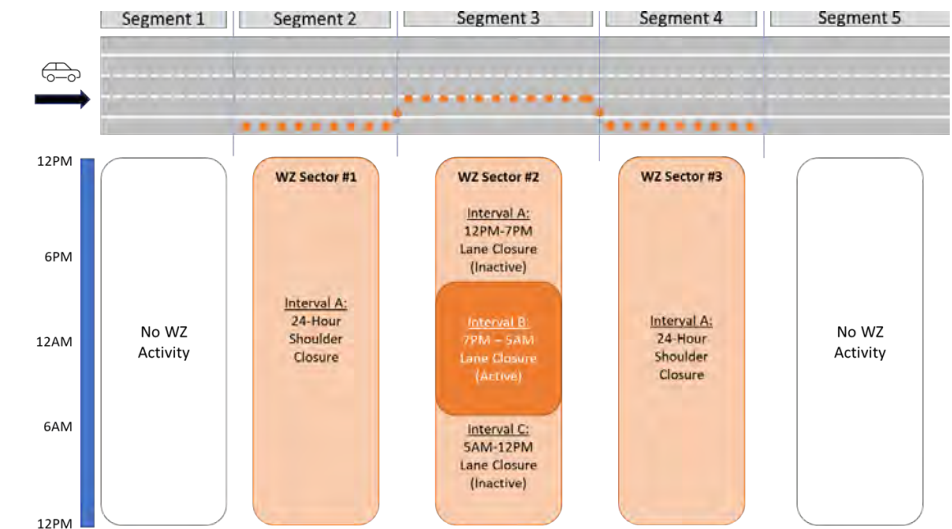 Segment 1
Segment 2
Segment 3
Segment 4
Segment 5
12PM
6PM
12AM
6AM
12PM
No WZ
Activity
WZ Sector #1
Interval A:
24-Hour
Shoulder
Closure
WZ Sector #2
Interval A:
12PM-7PM
Lane Closure
(Inactive)
Interval B:
7PM – 5AM
Lane Closure
(Active)
Interval C:
5AM-12PM
Lane Closure
(Inactive)
WZ Sector #3
Interval A:
24-Hour
Shoulder
Closure
No WZ
Activity